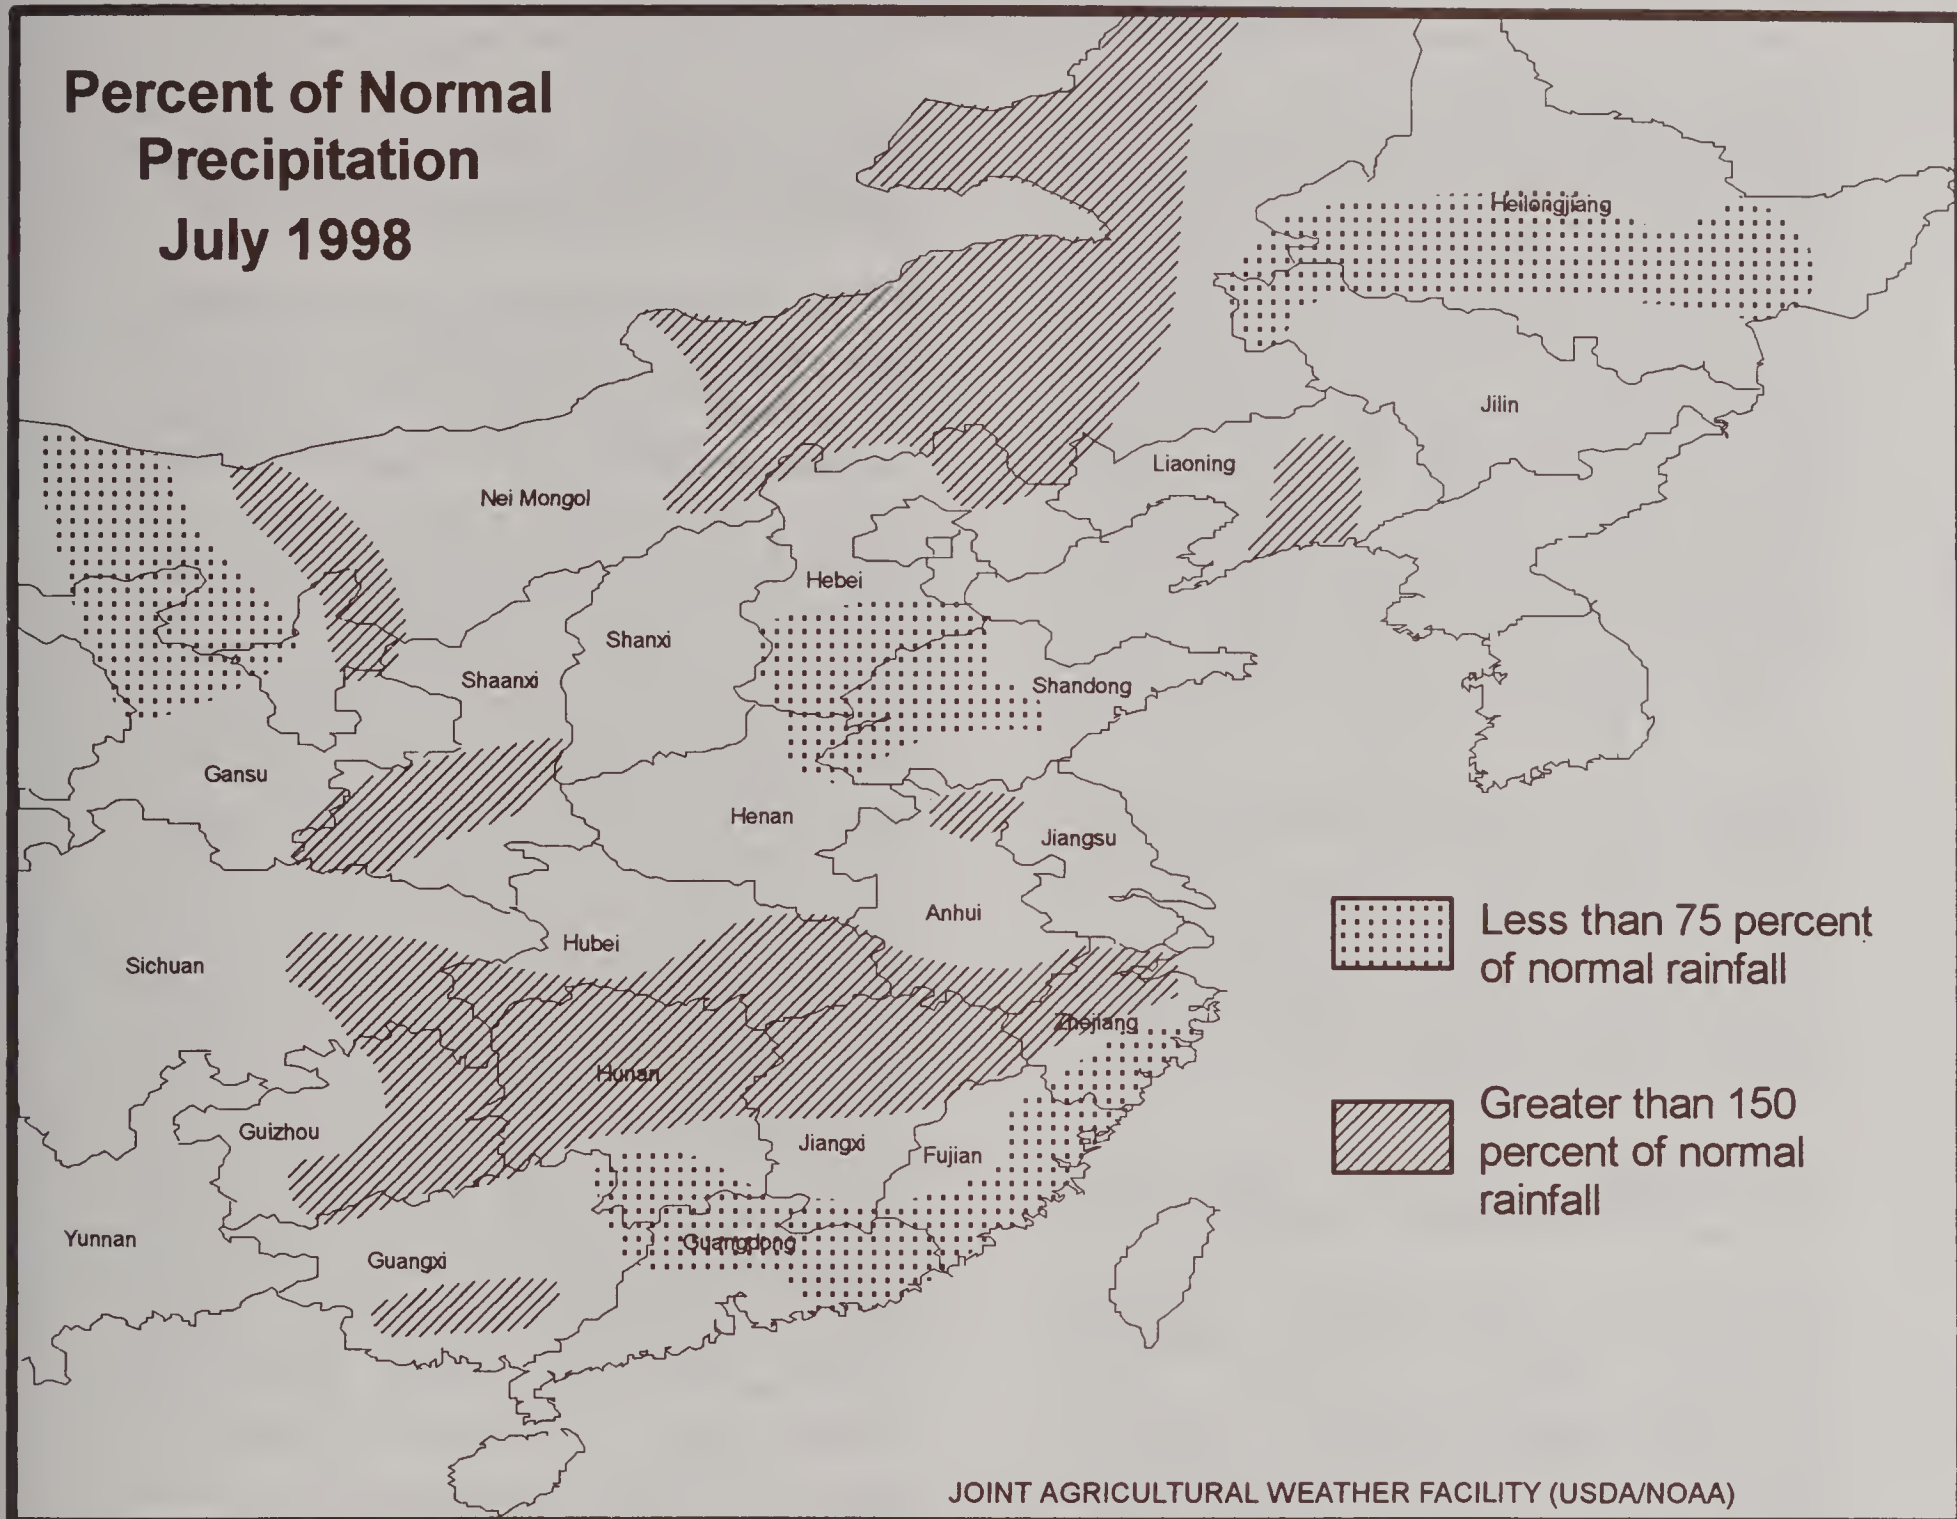 Percent of Normal
Precipitation
July 1998
Heilongjiang
Jilin
Liaoning
Nei Mongol
Hebei
Shanxi
Shaanxi
Shandong
Gansu
Henan
Jiangsu
Anhui
Hubei
Sichuan
Zhejiang
Hunan
Guizhou
Jiangxi
Fujian
Yunnan
Guangdong
Guangxi
Less than 75 percent
of normal rainfall
Greater than 150
percent of normal
rainfall
JOINT AGRICULTURAL WEATHER FACILITY (USDA/NOAA)